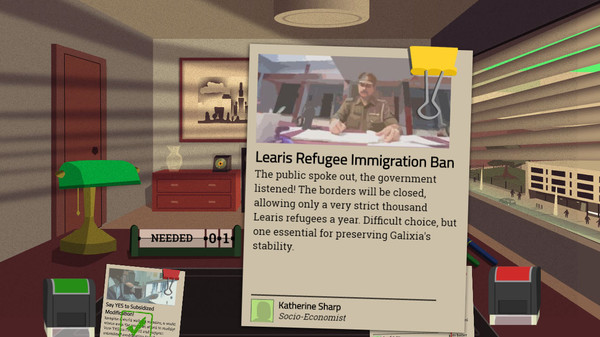 Learis Refugee Immigration Ban
The public spoke out, the government
listened! The borders will be closed,
allowing only a very strict thousand
Learis refugees a year. Difficult choice, but
one essential for preserving Galixia's
stability.
NEEDED 01
Katherine Sharp
Socio-Economist
Say YES to Subsidized
Modification!